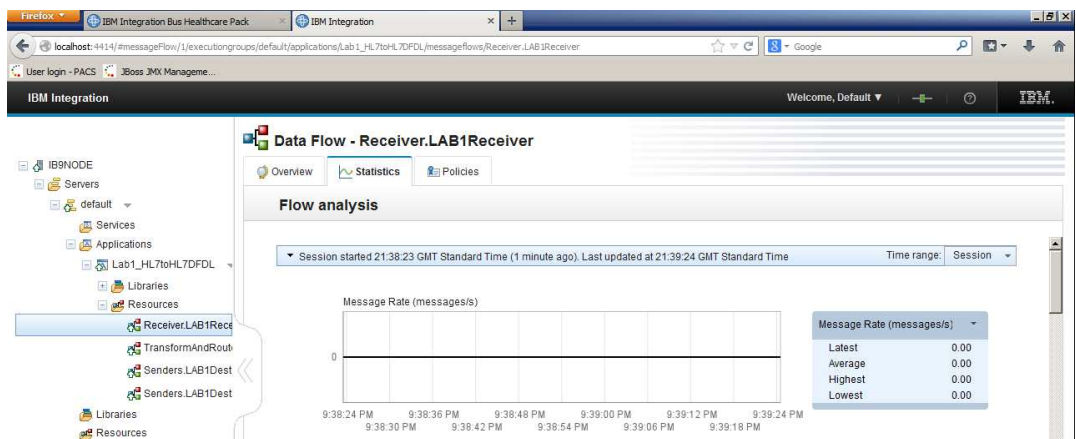 Firefox
IBM Integration Bus Healthcare Pack
IBM Integration
localhost:4414/#messageFlow/1/executiongroups/default/applications/Lab1_HL7toHL7DFDL/messageflows/Receiver.LAB1Receiver
Google
User login - PACS
JBoss JMX Manageme...
IBM Integration
Welcome, Default
IBM.
IB9NODE
Servers
default
Services
Applications
Lab1_HL7toHL7DFDL
Libraries
Resources
Receiver.LAB1Rece
TransformAndRout
Senders.LAB1Dest
Senders.LAB1Dest
Libraries
Resources
Data Flow - Receiver.LAB1Receiver
Overview
Statistics
Policies
Flow analysis
Session started 21:38:23 GMT Standard Time (1 minute ago). Last updated at 21:39:24 GMT Standard Time
Time range: Session
Message Rate (messages/s)
0
9:38:24 PM 9:38:36 PM 9:38:48 PM 9:39:00 PM 9:39:12 PM 9:39:24 PM
9:38:30 PM 9:38:42 PM 9:38:54 PM 9:39:06 PM 9:39:18 PM
Message Rate (messages/s)
Latest 0.00
Average 0.00
Highest 0.00
Lowest 0.00